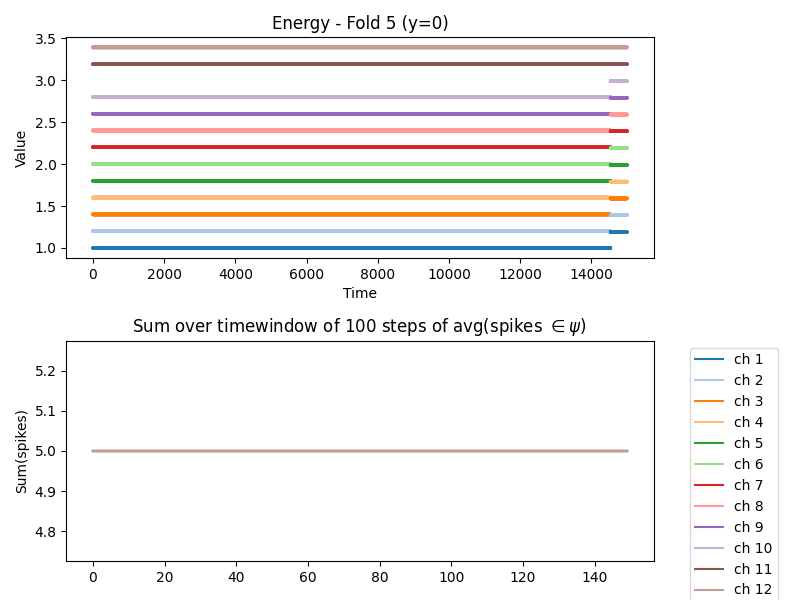 Energy - Fold 5 (y=0)
3.5
3.0
2.5
2.0
1.5
1.0
Value
0 2000 4000 6000 8000 10000 12000 14000
Time
Sum over timewindow of 100 steps of avg(spikes ∈ψ)
5.2
5.1
5.0
4.9
4.8
Sum(spikes)
0 20 40 60 80 100 120 140
ch 1
ch 2
ch 3
ch 4
ch 5
ch 6
ch 7
ch 8
ch 9
ch 10
ch 11
ch 12